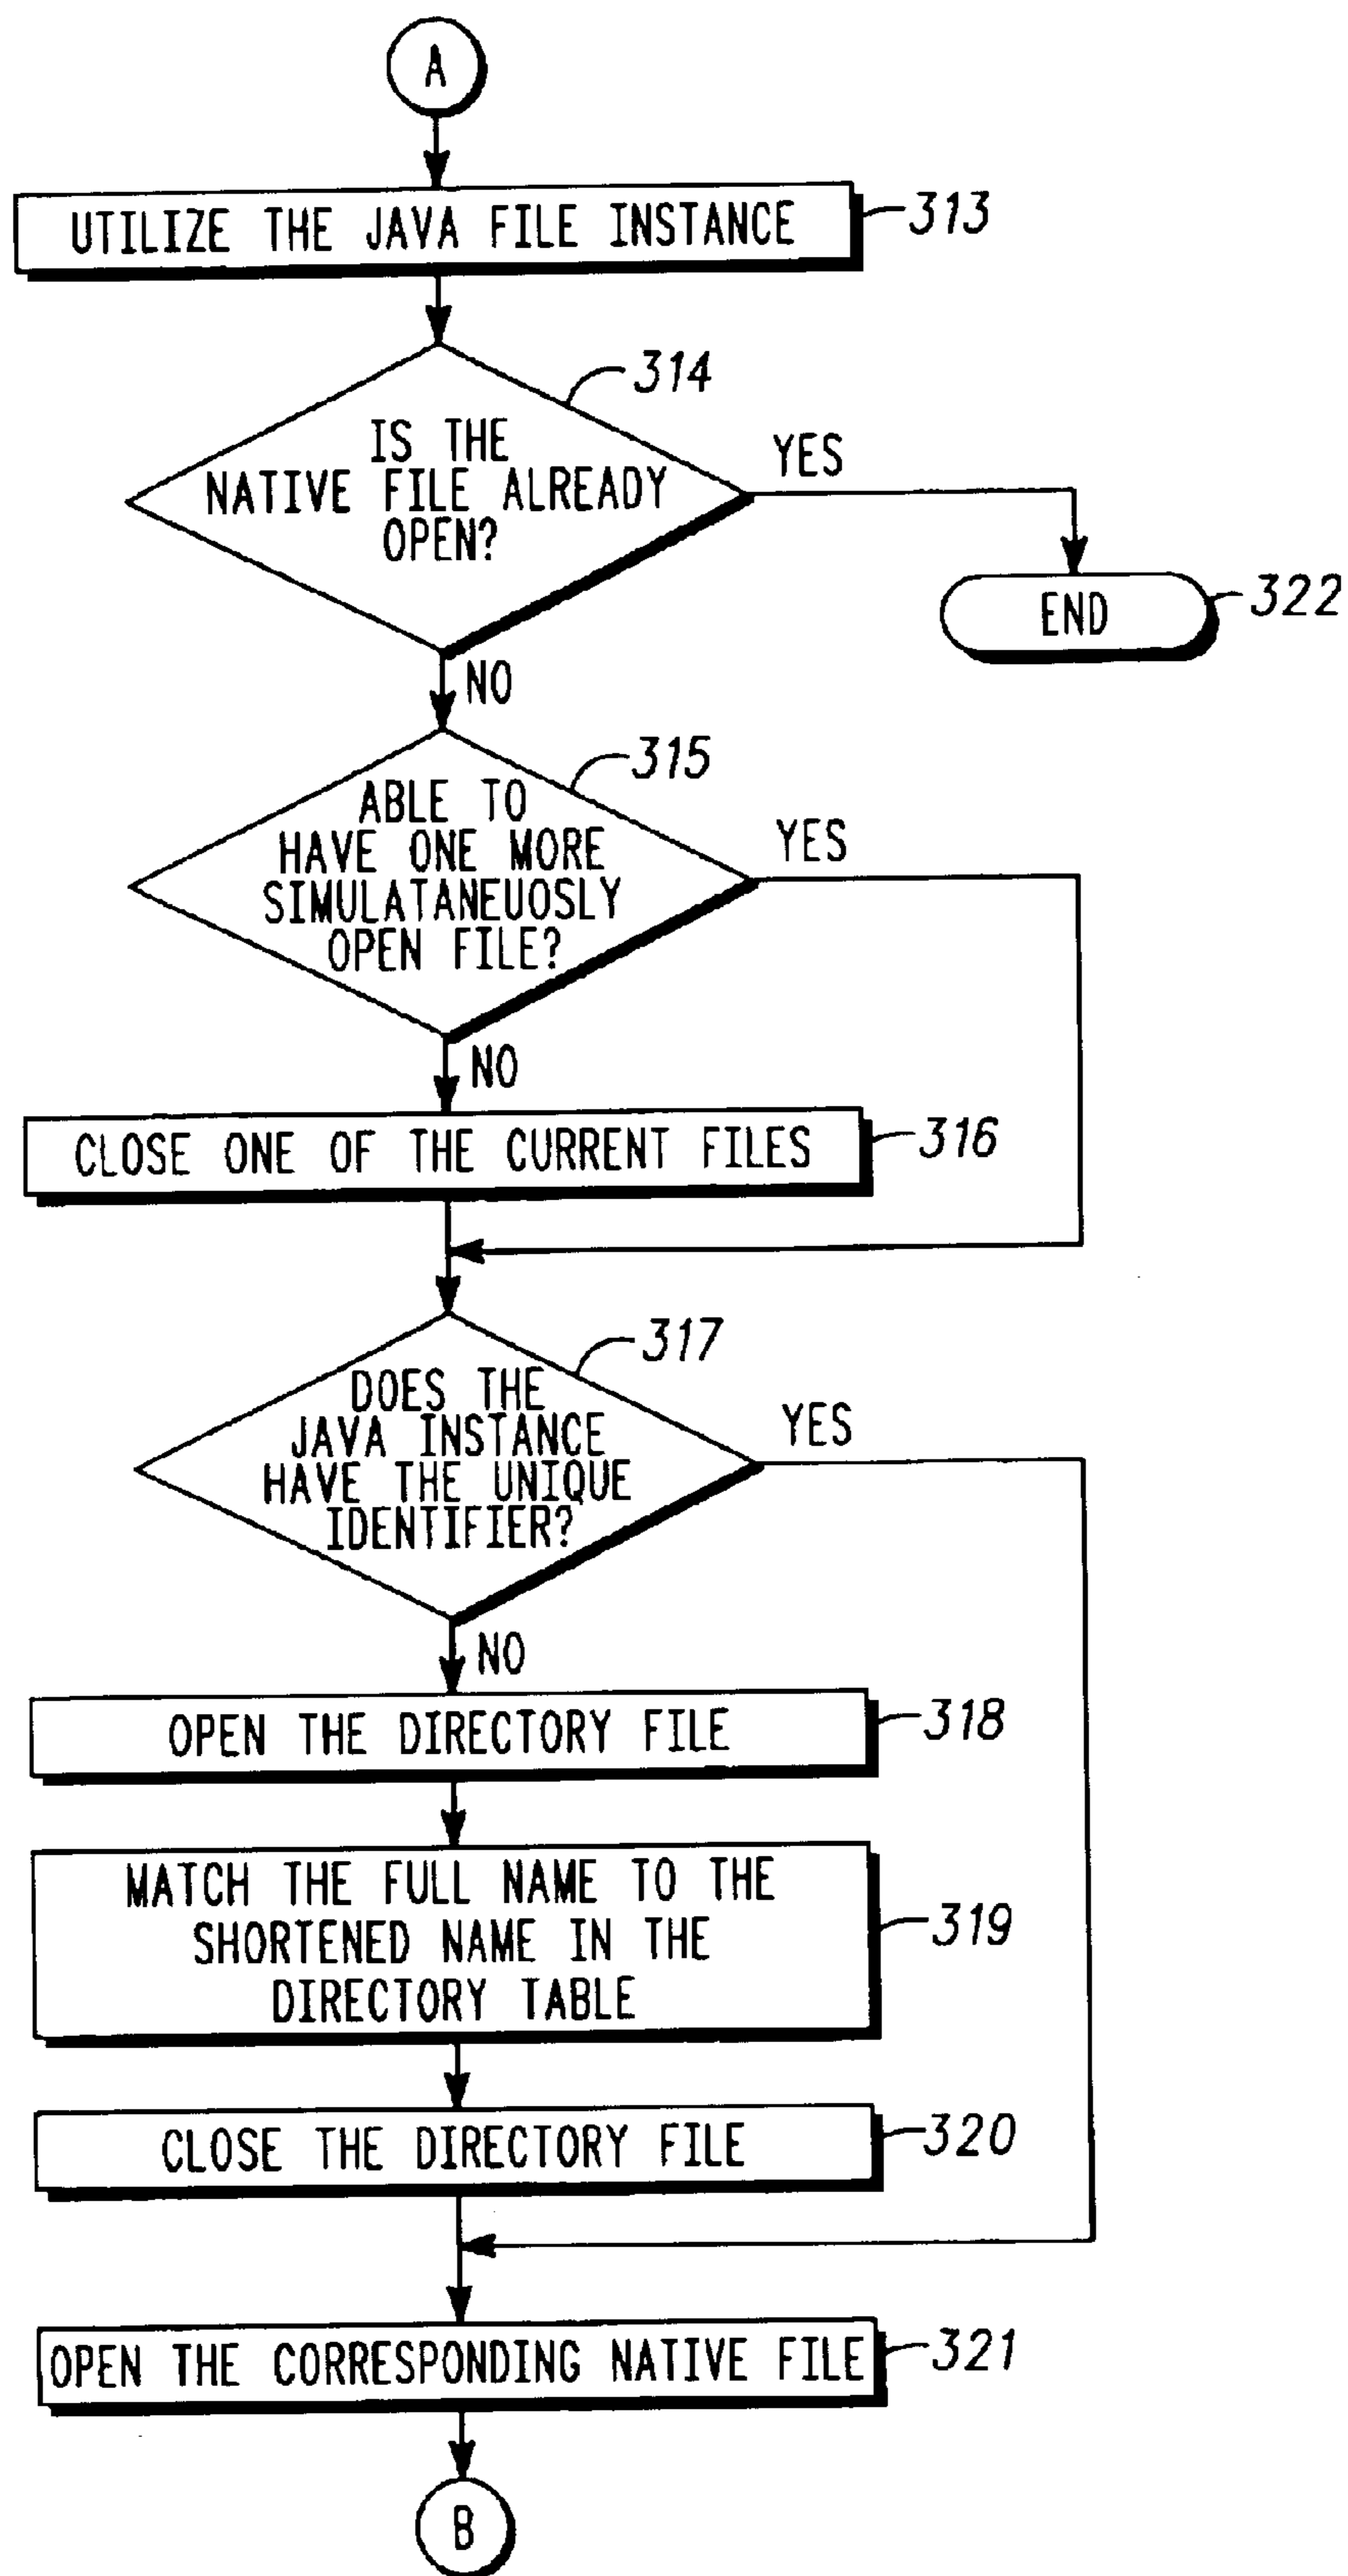 A
UTILIZE THE JAVA FILE INSTANCE
313
314
IS THE
NATIVE FILE ALREADY
OPEN?
YES
END
322
NO
315
ABLE TO
HAVE ONE MORE
SIMULATANEUOSLY
OPEN FILE?
YES
NO
CLOSE ONE OF THE CURRENT FILES
316
317
DOES THE
JAVA INSTANCE
HAVE THE UNIQUE
IDENTIFIER?
YES
NO
OPEN THE DIRECTORY FILE
318
MATCH THE FULL NAME TO THE
SHORTENED NAME IN THE
DIRECTORY TABLE
319
CLOSE THE DIRECTORY FILE
320
OPEN THE CORRESPONDING NATIVE FILE
321
B